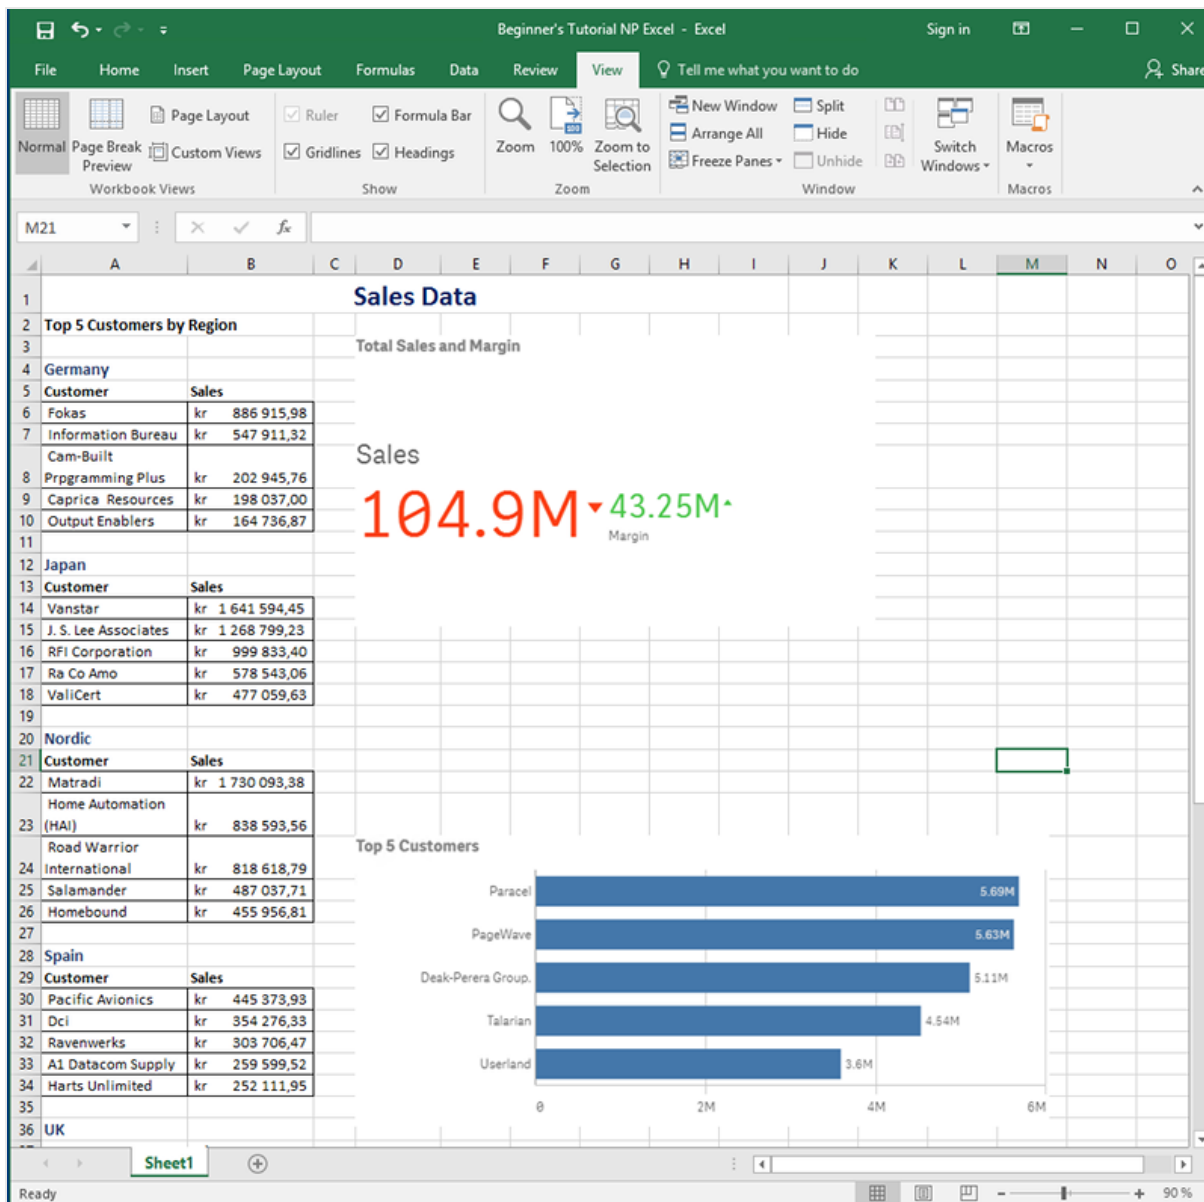 Beginner's Tutorial NP Excel - Excel
Sign in
File Home Insert Page Layout Formulas Data Review View Tell me what you want to do Share
Normal
Page Break Preview
Page Layout
Custom Views
Workbook Views
Ruler
Formula Bar
Gridlines
Headings
Show
Zoom
100%
Zoom to Selection
Zoom
New Window
Arrange All
Freeze Panes
Split
Hide
Unhide
Switch Windows
Window
Macros
Macros
M21
fx
A B C D E F G H I J K L M N O
1 Sales Data
2 Top 5 Customers by Region
3
4 Germany
5 Customer Sales
6 Fokas kr 886 915,98
7 Information Bureau kr 547 911,32
Cam-Built
8 Prpgramming Plus kr 202 945,76
9 Caprica Resources kr 198 037,00
10 Output Enablers kr 164 736,87
11
12 Japan
13 Customer Sales
14 Vanstar kr 1 641 594,45
15 J. S. Lee Associates kr 1 268 799,23
16 RFI Corporation kr 999 833,40
17 Ra Co Amo kr 578 543,06
18 ValiCert kr 477 059,63
19
20 Nordic
21 Customer Sales
22 Matradi kr 1 730 093,38
Home Automation
23 (HAI) kr 838 593,56
Road Warrior
24 International kr 818 618,79
25 Salamander kr 487 037,71
26 Homebound kr 455 956,81
27
28 Spain
29 Customer Sales
30 Pacific Avionics kr 445 373,93
31 Dci kr 354 276,33
32 Ravenwerks kr 303 706,47
33 A1 Datacom Supply kr 259 599,52
34 Harts Unlimited kr 252 111,95
35
36 UK
Total Sales and Margin
Sales
104.9M 43.25M
Margin
Top 5 Customers
Paracel 5.69M
PageWave 5.63M
Deak-Perera Group. 5.11M
Talarian 4.54M
Userland 3.6M
0 2M 4M 6M
Sheet1
Ready
90 %